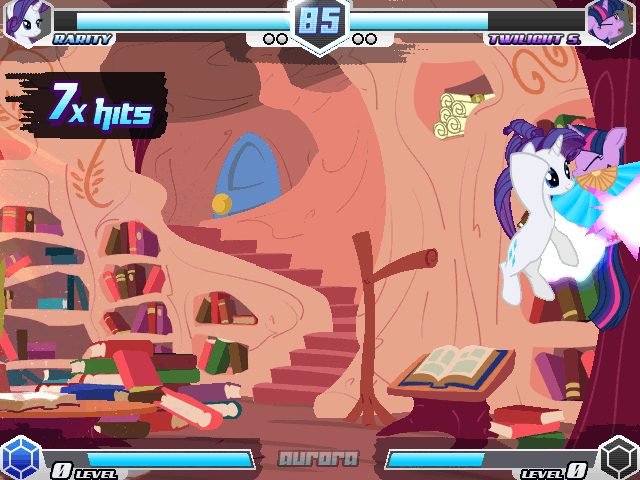 85
RARITY
TWILIGHT S.
7x hits
0 LEVEL
aurora
LEVEL 0